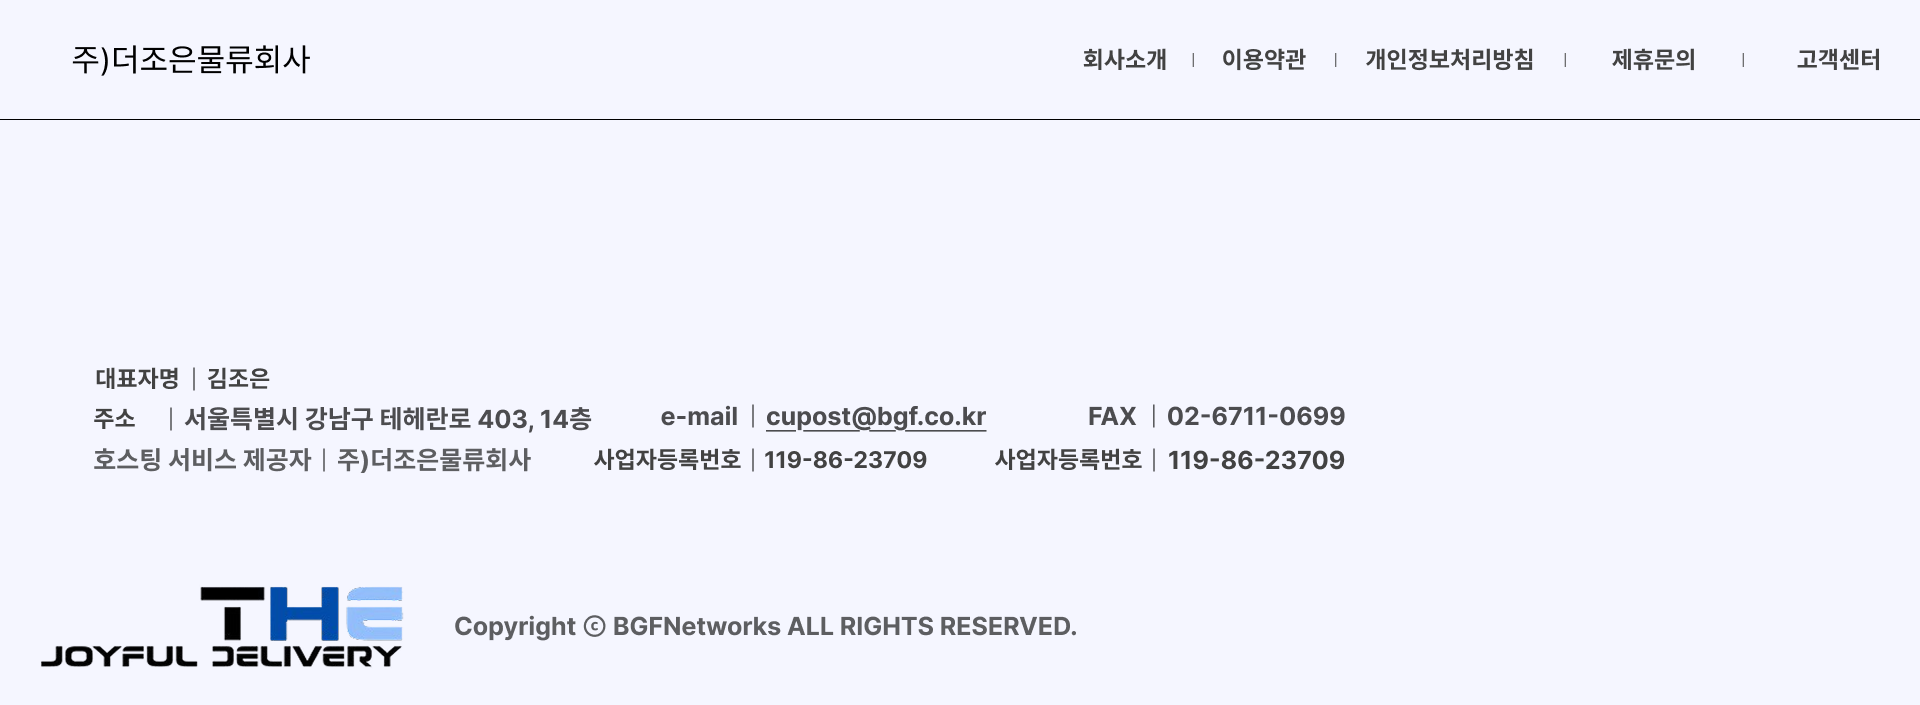 주)더조은물류회사 회사소개 | 이용약관 | 개인정보처리방침 | 제휴문의 | 고객센터
대표자명 | 김조은
주소 | 서울특별시 강남구 테헤란로 403, 14층 e-mail | cupost@bgf.co.kr FAX | 02-6711-0699
호스팅 서비스 제공자 | 주)더조은물류회사 사업자등록번호 | 119-86-23709 사업자등록번호 | 119-86-23709
THE
JOYFUL DELIVERY
Copyright ⓒ BGFNetworks ALL RIGHTS RESERVED.